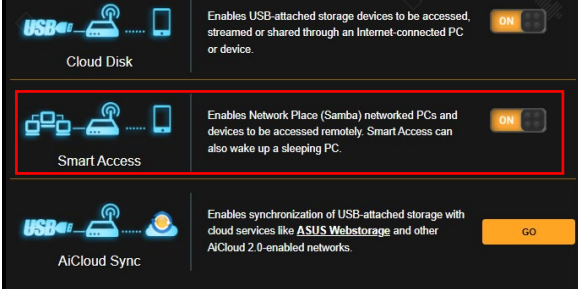 Enables USB-attached storage devices to be accessed,
streamed or shared through an Internet-connected PC
or device.
USB
ON
Cloud Disk
Enables Network Place (Samba) networked PCs and
devices to be accessed remotely. Smart Access can
also wake up a sleeping PC.
ON
Smart Access
Enables synchronization of USB-attached storage with
cloud services like ASUS Webstorage and other
AiCloud 2.0-enabled networks.
USB
GO
AiCloud Sync